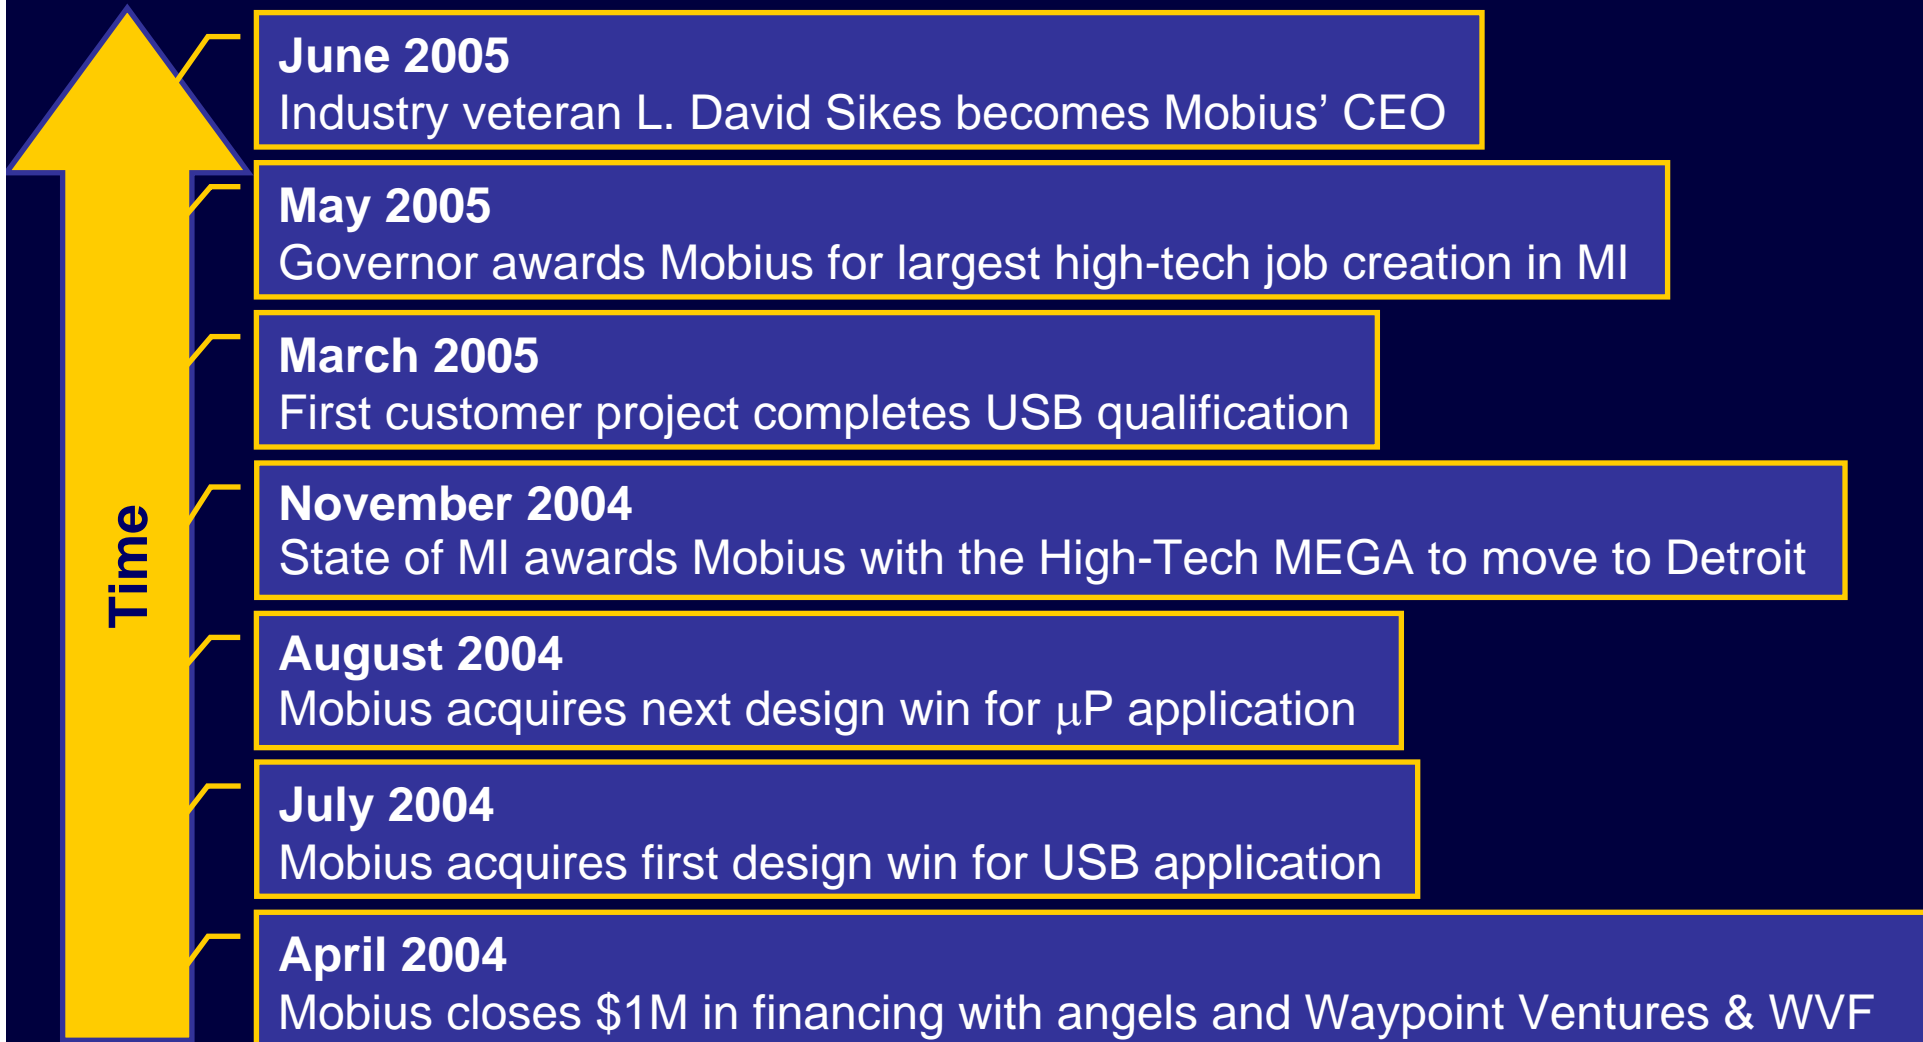 June 2005
Industry veteran L. David Sikes becomes Mobius’ CEO
May 2005
Governor awards Mobius for largest high-tech job creation in MI
March 2005
First customer project completes USB qualification
November 2004
State of MI awards Mobius with the High-Tech MEGA to move to Detroit
August 2004
Mobius acquires next design win for μP application
July 2004
Mobius acquires first design win for USB application
April 2004
Mobius closes $1M in financing with angels and Waypoint Ventures & WVF
Time